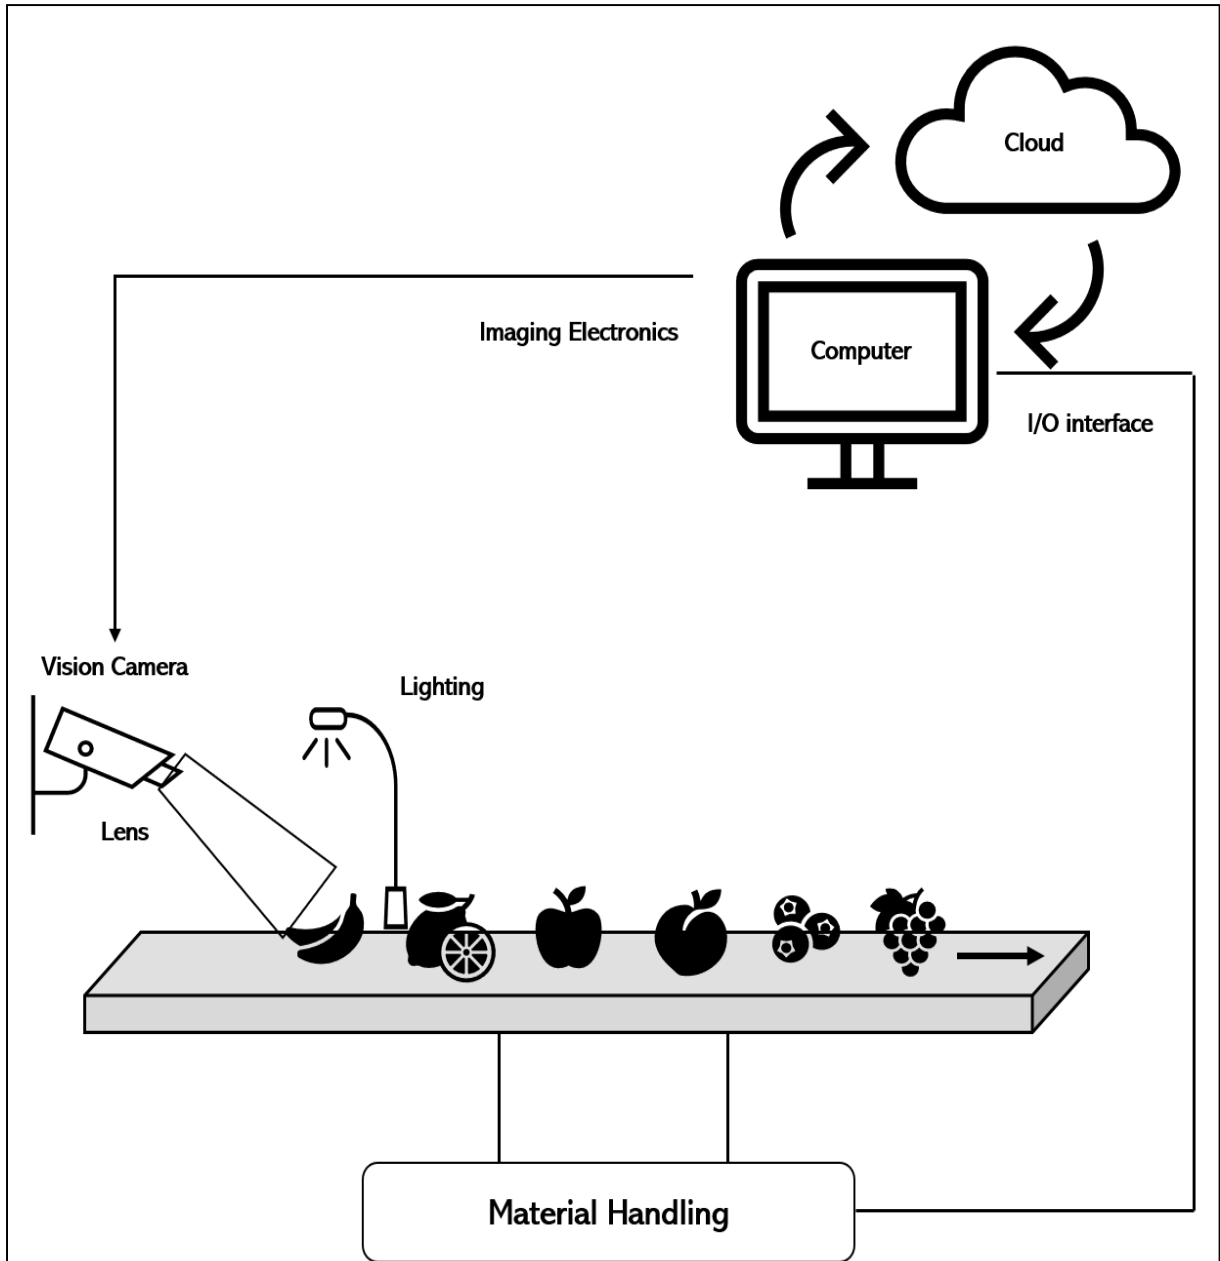 Cloud
Imaging Electronics
Computer
I/O interface
Vision Camera
Lighting
Lens
Material Handling